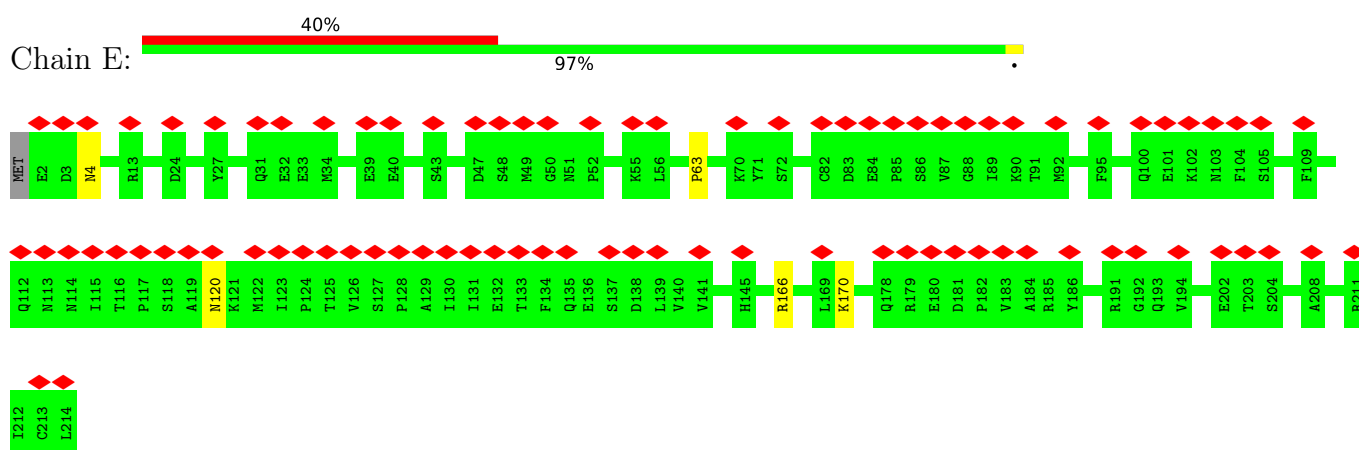 40%
Chain E:
97%
.
MET E2 D3 N4 R13 D24 Y27 Q31 E32 E33 M34 E39 E40 S43 D47 S48 M49 G50 N51 P52 K55 L56 P63 K70 Y71 S72 C82 D83 E84 P85 S86 V87 G88 I89 K90 T91 M92 F95 Q100 E101 K102 N103 F104 S105 F109
Q112 N113 N114 I115 T116 P117 S118 A119 N120 K121 M122 I123 P124 T125 V126 S127 P128 A129 I130 I131 E132 T133 F134 Q135 E136 S137 D138 L139 V140 V141 H145 R166 L169 K170 Q178 R179 E180 D181 P182 V183 A184 R185 Y186 R191 G192 Q193 V194 E202 T203 S204 A208
I212 C213 L214